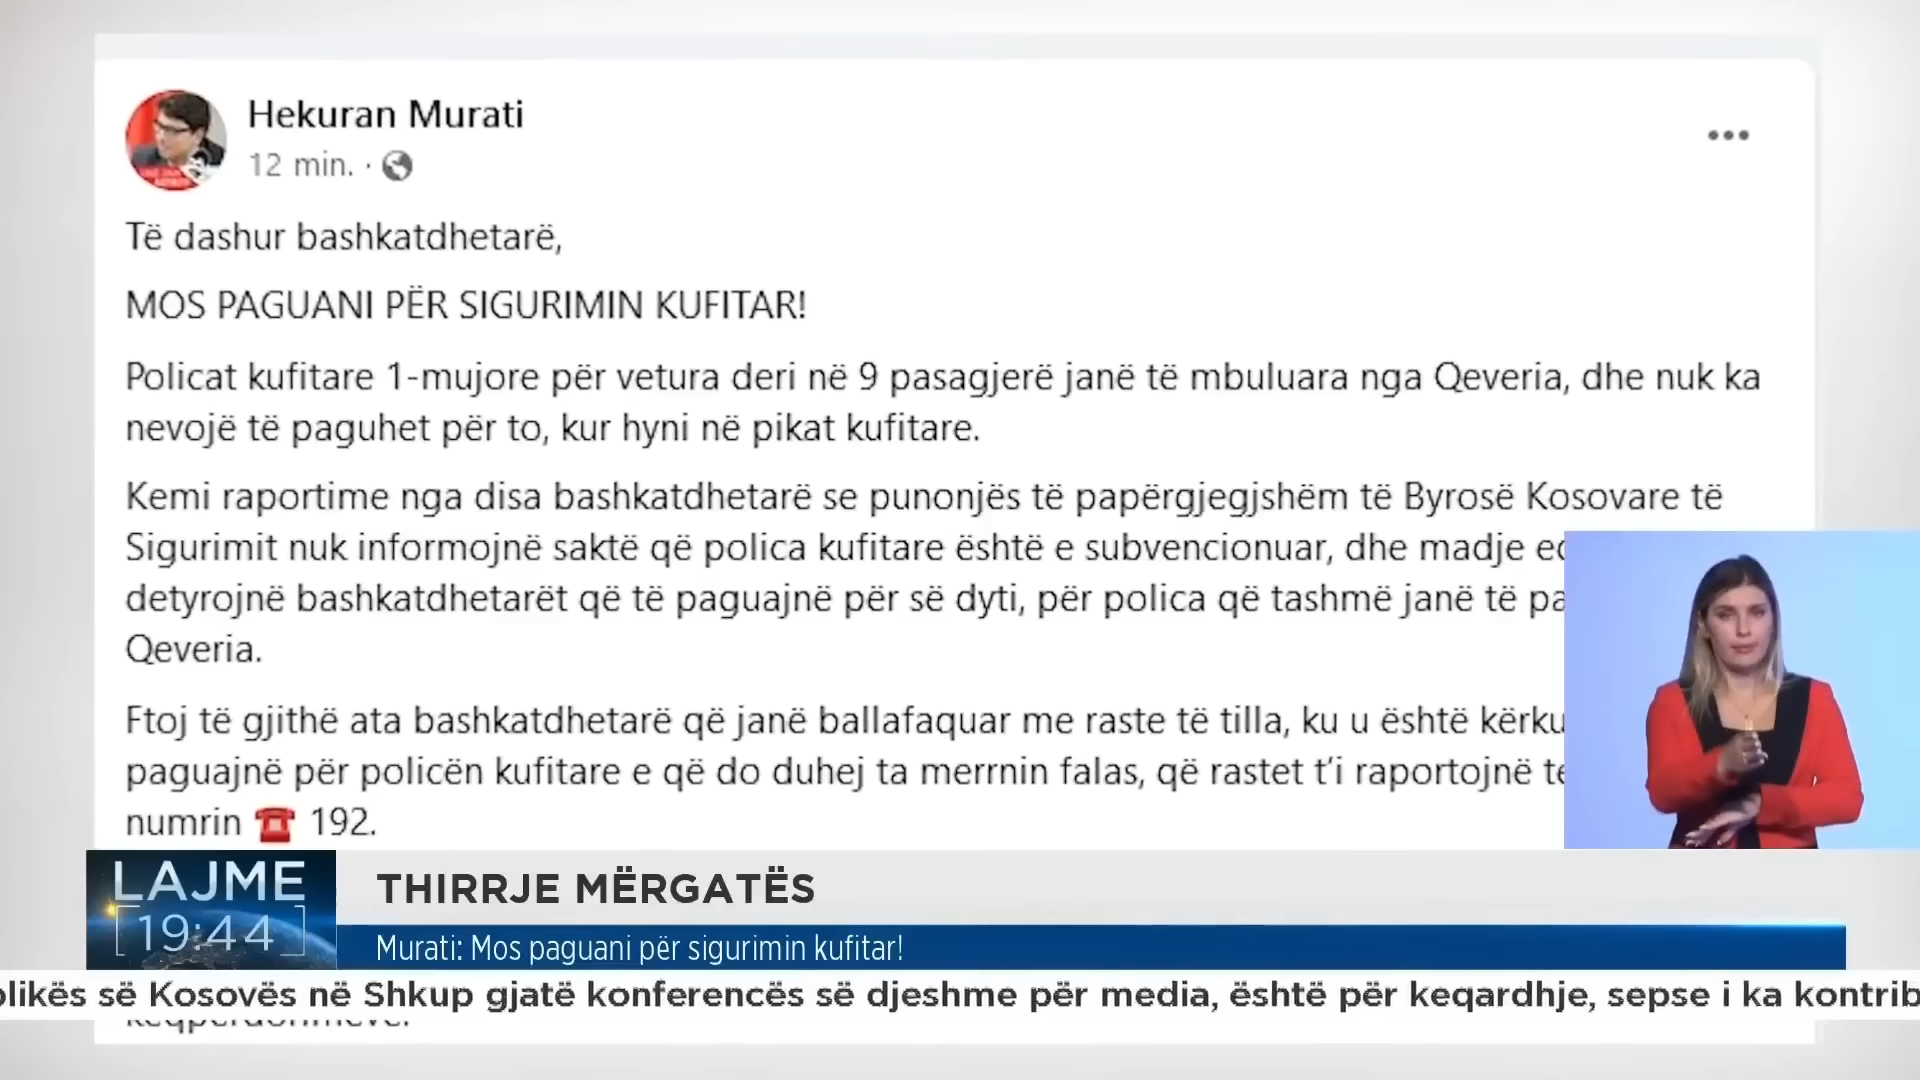 Hekuran Murati
12 min.
Të dashur bashkatdhetarë,
MOS PAGUANI PËR SIGURIMIN KUFITAR!
Policat kufitare 1-mujore për vetura deri në 9 pasagjerë janë të mbuluara nga Qeveria, dhe nuk ka
nevojë të paguhet për to, kur hyni në pikat kufitare.
Kemi raportime nga disa bashkatdhetarë se punonjës të papërgjegjshëm të Byrosë Kosovare të
Sigurimit nuk informojnë saktë që polica kufitare është e subvencionuar, dhe madje
detyrojnë bashkatdhetarët që të paguajnë për së dyti, për polica që tashmë janë të
Qeveria.
Ftoj të gjithë ata bashkatdhetarë që janë ballafaquar me raste të tilla, ku u është
paguajnë për policën kufitare e që do duhej ta merrnin falas, që rastet t'i raportojnë
numrin ☎️ 192.
LAJME
19:44
THIRRJE MËRGATËS
Murati: Mos paguani për sigurimin kufitar!
së Kosovës në Shkup gjatë konferencës së djeshme për media, është për keqardhje, sepse i ka